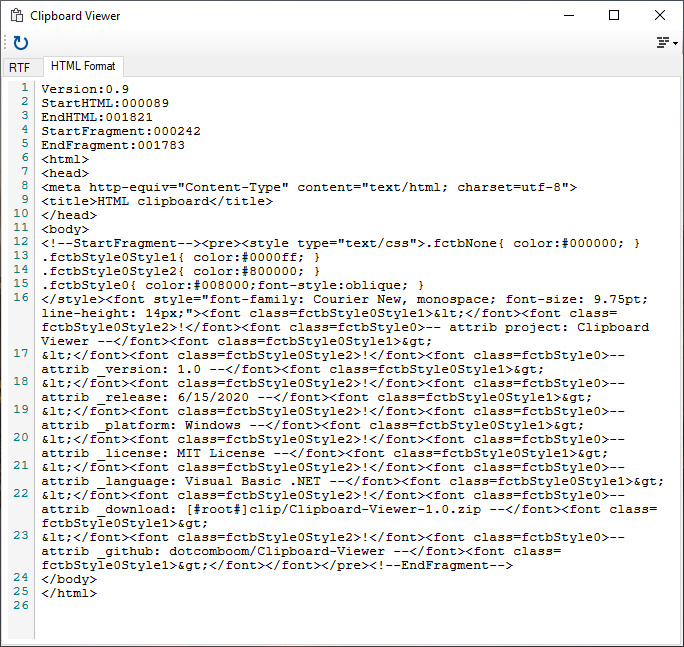 Clipboard Viewer
RTF HTML Format
1 Version:0.9
2 StartHTML:000089
3 EndHTML:001821
4 StartFragment:000242
5 EndFragment:001783
6 <html>
7 <head>
8 <meta http-equiv="Content-Type" content="text/html; charset=utf-8">
9 <title>HTML clipboard</title>
10 </head>
11 <body>
12 <!--StartFragment--><pre><style type="text/css">.fctbNone{ color:#000000; }
13 .fctbStyle0Style1{ color:#0000ff; }
14 .fctbStyle0Style2{ color:#800000; }
15 .fctbStyle0{ color:#008000;font-style:oblique; }
16 </style><font style="font-family: Courier New, monospace; font-size: 9.75pt;
line-height: 14px;"><font class=fctbStyle0Style1>&lt;</font><font class=
fctbStyle0Style2>!</font><font class=fctbStyle0>-- attrib project: Clipboard
Viewer --</font><font class=fctbStyle0Style1>&gt;
17 &lt;</font><font class=fctbStyle0Style2>!</font><font class=fctbStyle0>--
attrib _version: 1.0 --</font><font class=fctbStyle0Style1>&gt;
18 &lt;</font><font class=fctbStyle0Style2>!</font><font class=fctbStyle0>--
attrib _release: 6/15/2020 --</font><font class=fctbStyle0Style1>&gt;
19 &lt;</font><font class=fctbStyle0Style2>!</font><font class=fctbStyle0>--
attrib _platform: Windows --</font><font class=fctbStyle0Style1>&gt;
20 &lt;</font><font class=fctbStyle0Style2>!</font><font class=fctbStyle0>--
attrib _license: MIT License --</font><font class=fctbStyle0Style1>&gt;
21 &lt;</font><font class=fctbStyle0Style2>!</font><font class=fctbStyle0>--
attrib _language: Visual Basic .NET --</font><font class=fctbStyle0Style1>&gt;
22 &lt;</font><font class=fctbStyle0Style2>!</font><font class=fctbStyle0>--
attrib _download: [#root#]clip/Clipboard-Viewer-1.0.zip --</font><font class=
fctbStyle0Style1>&gt;
23 &lt;</font><font class=fctbStyle0Style2>!</font><font class=fctbStyle0>--
attrib _github: dotcomboom/Clipboard-Viewer --</font><font class=
fctbStyle0Style1>&gt;</font></font></pre><!--EndFragment-->
24 </body>
25 </html>
26